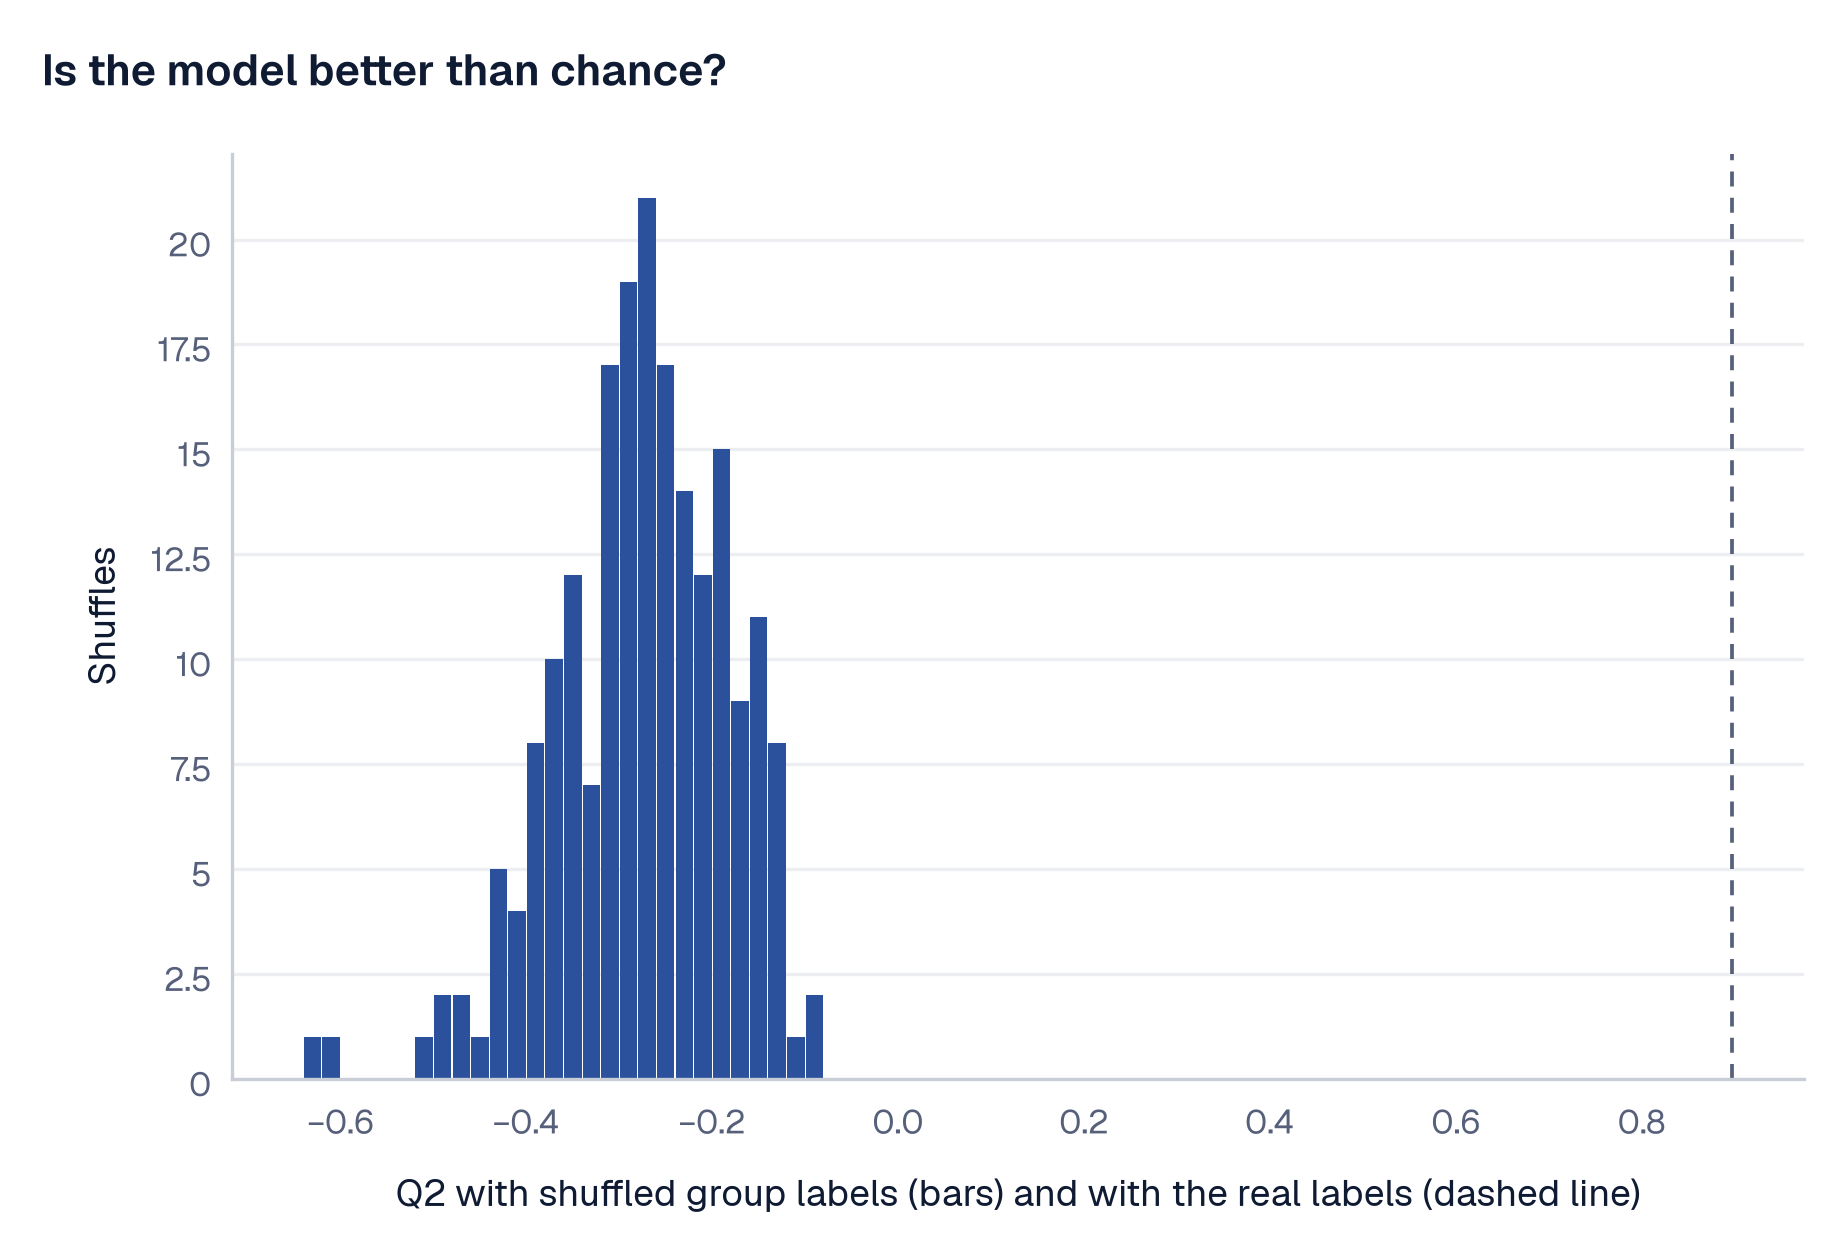 Is the model better than chance?
20
17.5
15
12.5
10
7.5
5
2.5
0
Shuffles
−0.6 −0.4 −0.2 0.0 0.2 0.4 0.6 0.8
Q2 with shuffled group labels (bars) and with the real labels (dashed line)